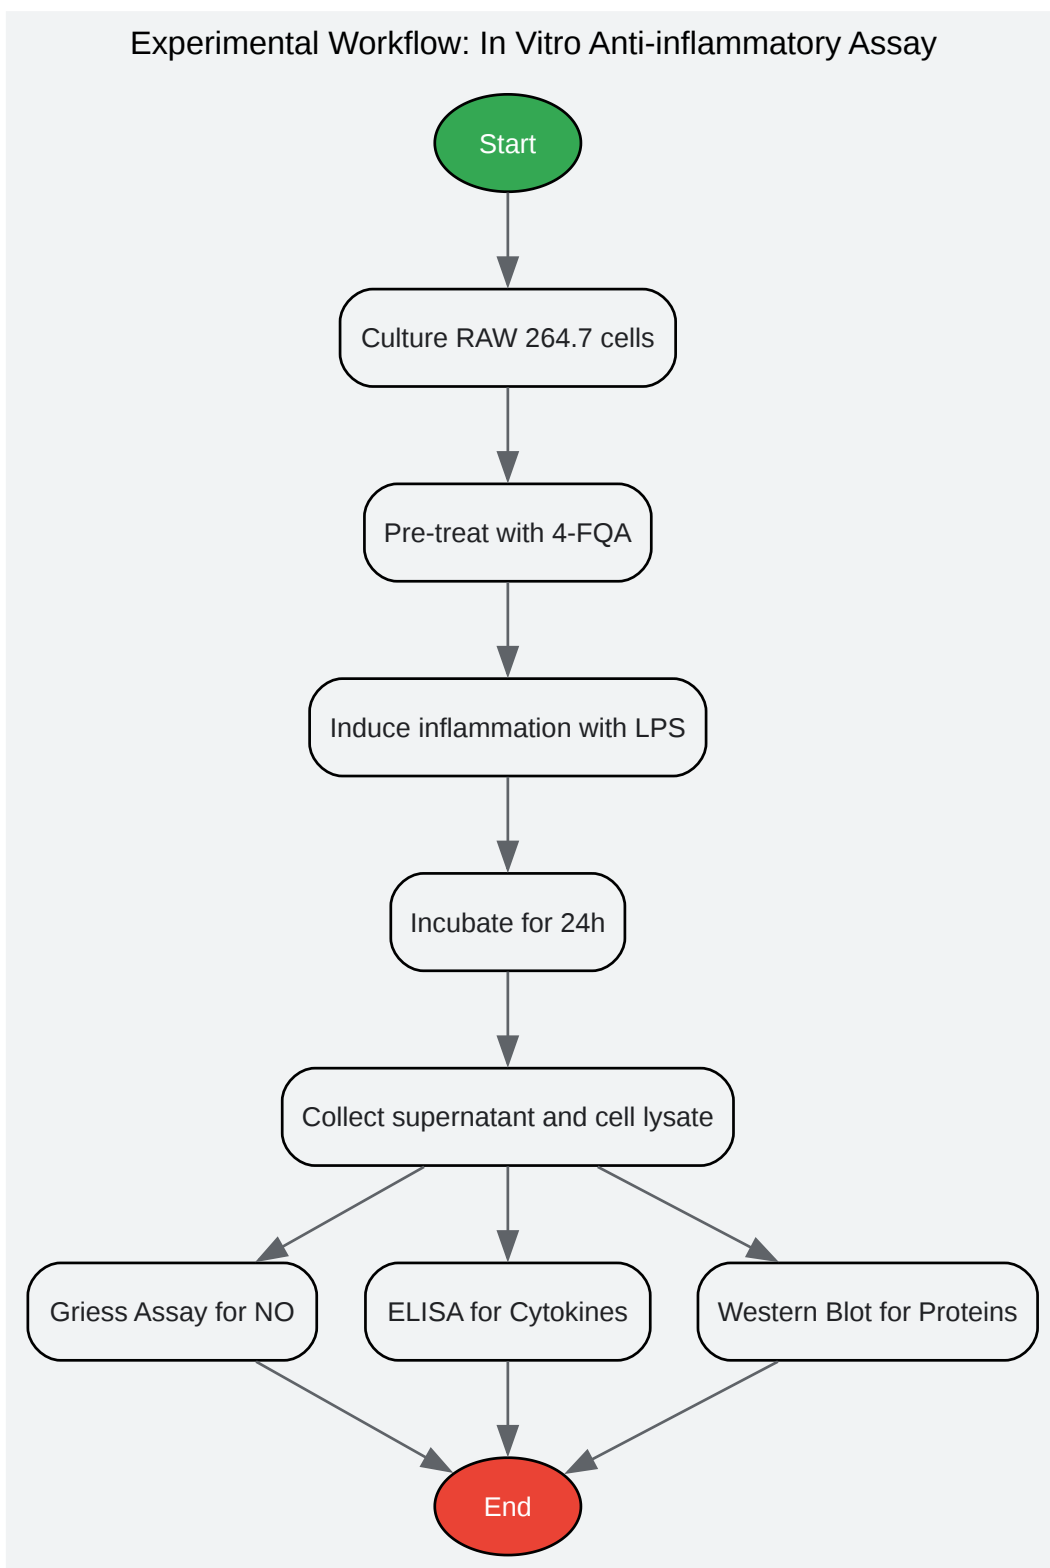 Experimental Workflow: In Vitro Anti-inflammatory Assay
Start
Culture RAW 264.7 cells
Pre-treat with 4-FQA
Induce inflammation with LPS
Incubate for 24h
Collect supernatant and cell lysate
Griess Assay for NO
ELISA for Cytokines
Western Blot for Proteins
End